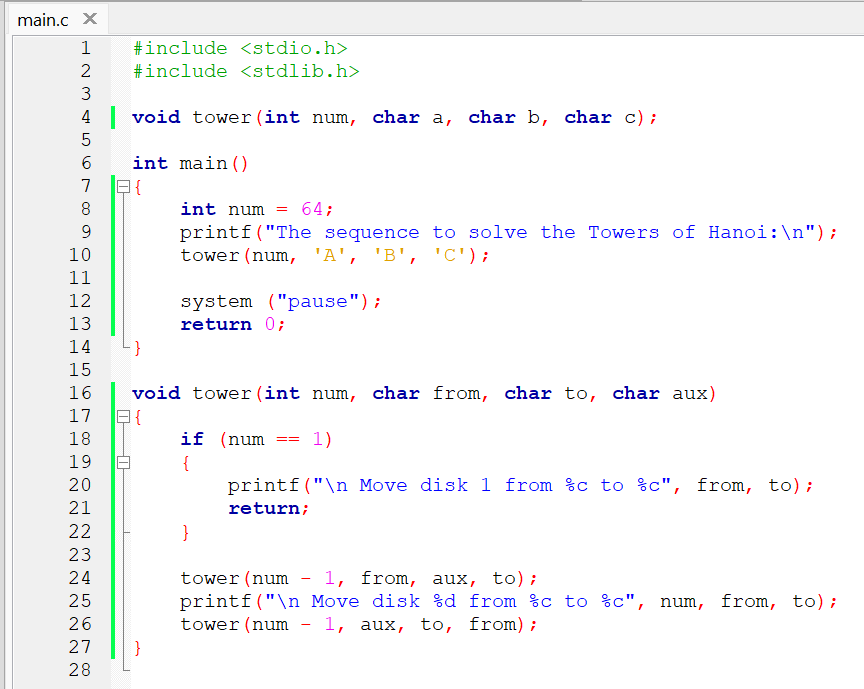 main.c ✕
1 #include <stdio.h>
2 #include <stdlib.h>
3
4 void tower(int num, char a, char b, char c);
5
6 int main()
7 {
8     int num = 64;
9     printf("The sequence to solve the Towers of Hanoi:\n");
10     tower(num, 'A', 'B', 'C');
11
12     system ("pause");
13     return 0;
14 }
15
16 void tower(int num, char from, char to, char aux)
17 {
18     if (num == 1)
19     {
20         printf("\n Move disk 1 from %c to %c", from, to);
21         return;
22     }
23
24     tower(num - 1, from, aux, to);
25     printf("\n Move disk %d from %c to %c", num, from, to);
26     tower(num - 1, aux, to, from);
27 }
28